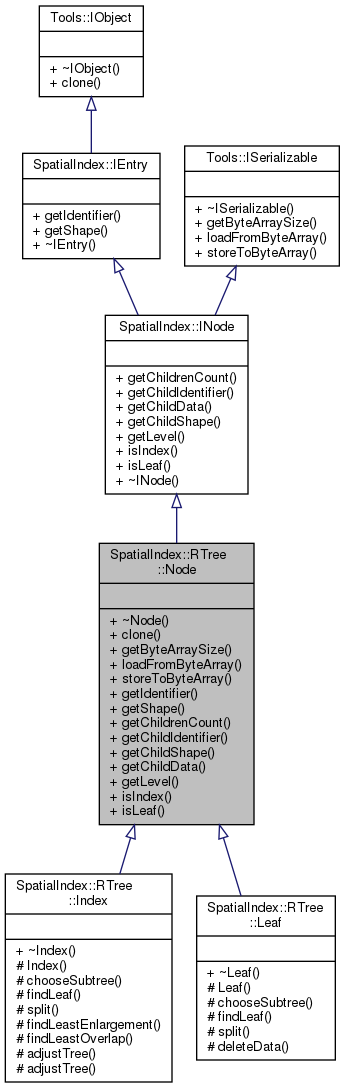 Tools::IObject
+ ~IObject()
+ clone()
SpatialIndex::IEntry
+ getIdentifier()
+ getShape()
+ ~IEntry()
Tools::ISerializable
+ ~ISerializable()
+ getByteArraySize()
+ loadFromByteArray()
+ storeToByteArray()
SpatialIndex::INode
+ getChildrenCount()
+ getChildIdentifier()
+ getChildData()
+ getChildShape()
+ getLevel()
+ isIndex()
+ isLeaf()
+ ~INode()
SpatialIndex::RTree
::Node
+ ~Node()
+ clone()
+ getByteArraySize()
+ loadFromByteArray()
+ storeToByteArray()
+ getIdentifier()
+ getShape()
+ getChildrenCount()
+ getChildIdentifier()
+ getChildShape()
+ getChildData()
+ getLevel()
+ isIndex()
+ isLeaf()
SpatialIndex::RTree
::Index
+ ~Index()
# Index()
# chooseSubtree()
# findLeaf()
# split()
# findLeastEnlargement()
# findLeastOverlap()
# adjustTree()
# adjustTree()
SpatialIndex::RTree
::Leaf
+ ~Leaf()
# Leaf()
# chooseSubtree()
# findLeaf()
# split()
# deleteData()